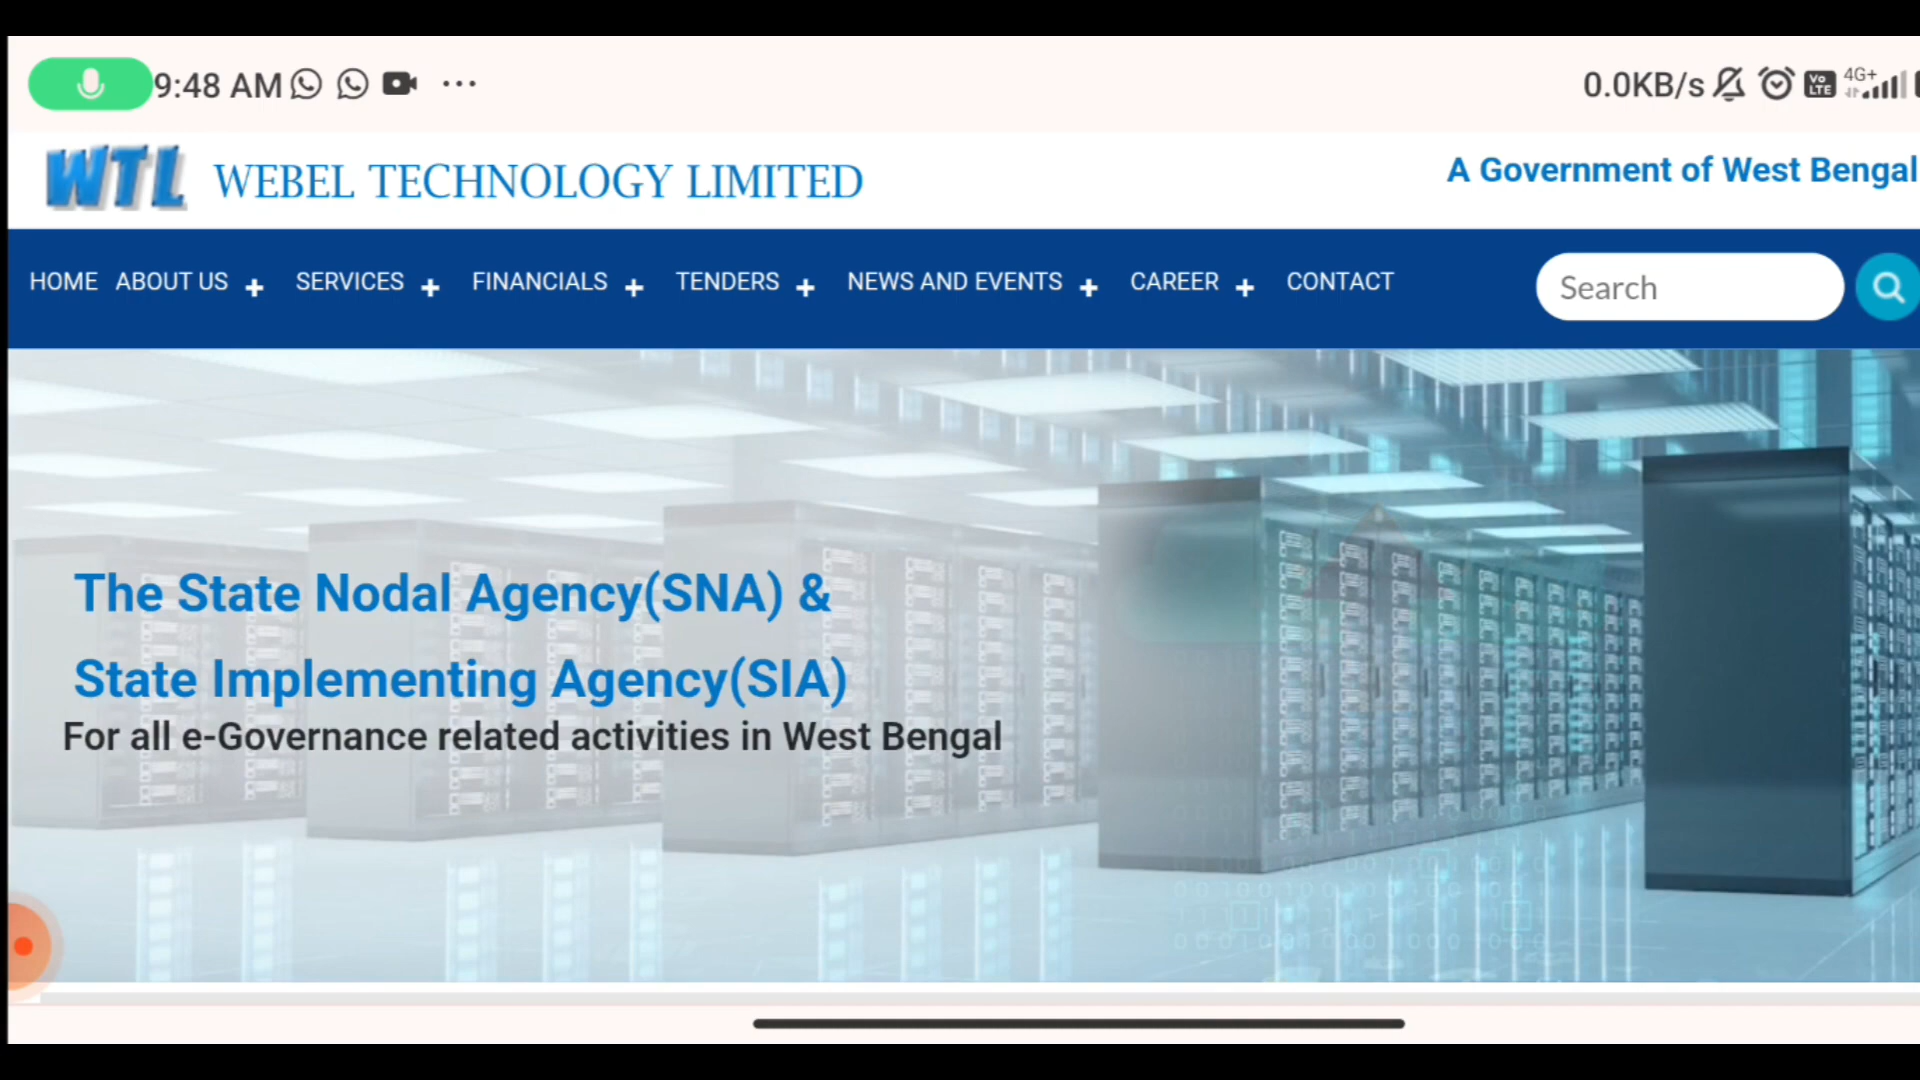 9:48 AM ... 0.0KB/s Vo LTE 4G+
WTL WEBEL TECHNOLOGY LIMITED
A Government of West Bengal
HOME ABOUT US + SERVICES + FINANCIALS + TENDERS + NEWS AND EVENTS + CAREER + CONTACT
Search
The State Nodal Agency(SNA) &
State Implementing Agency(SIA)
For all e-Governance related activities in West Bengal